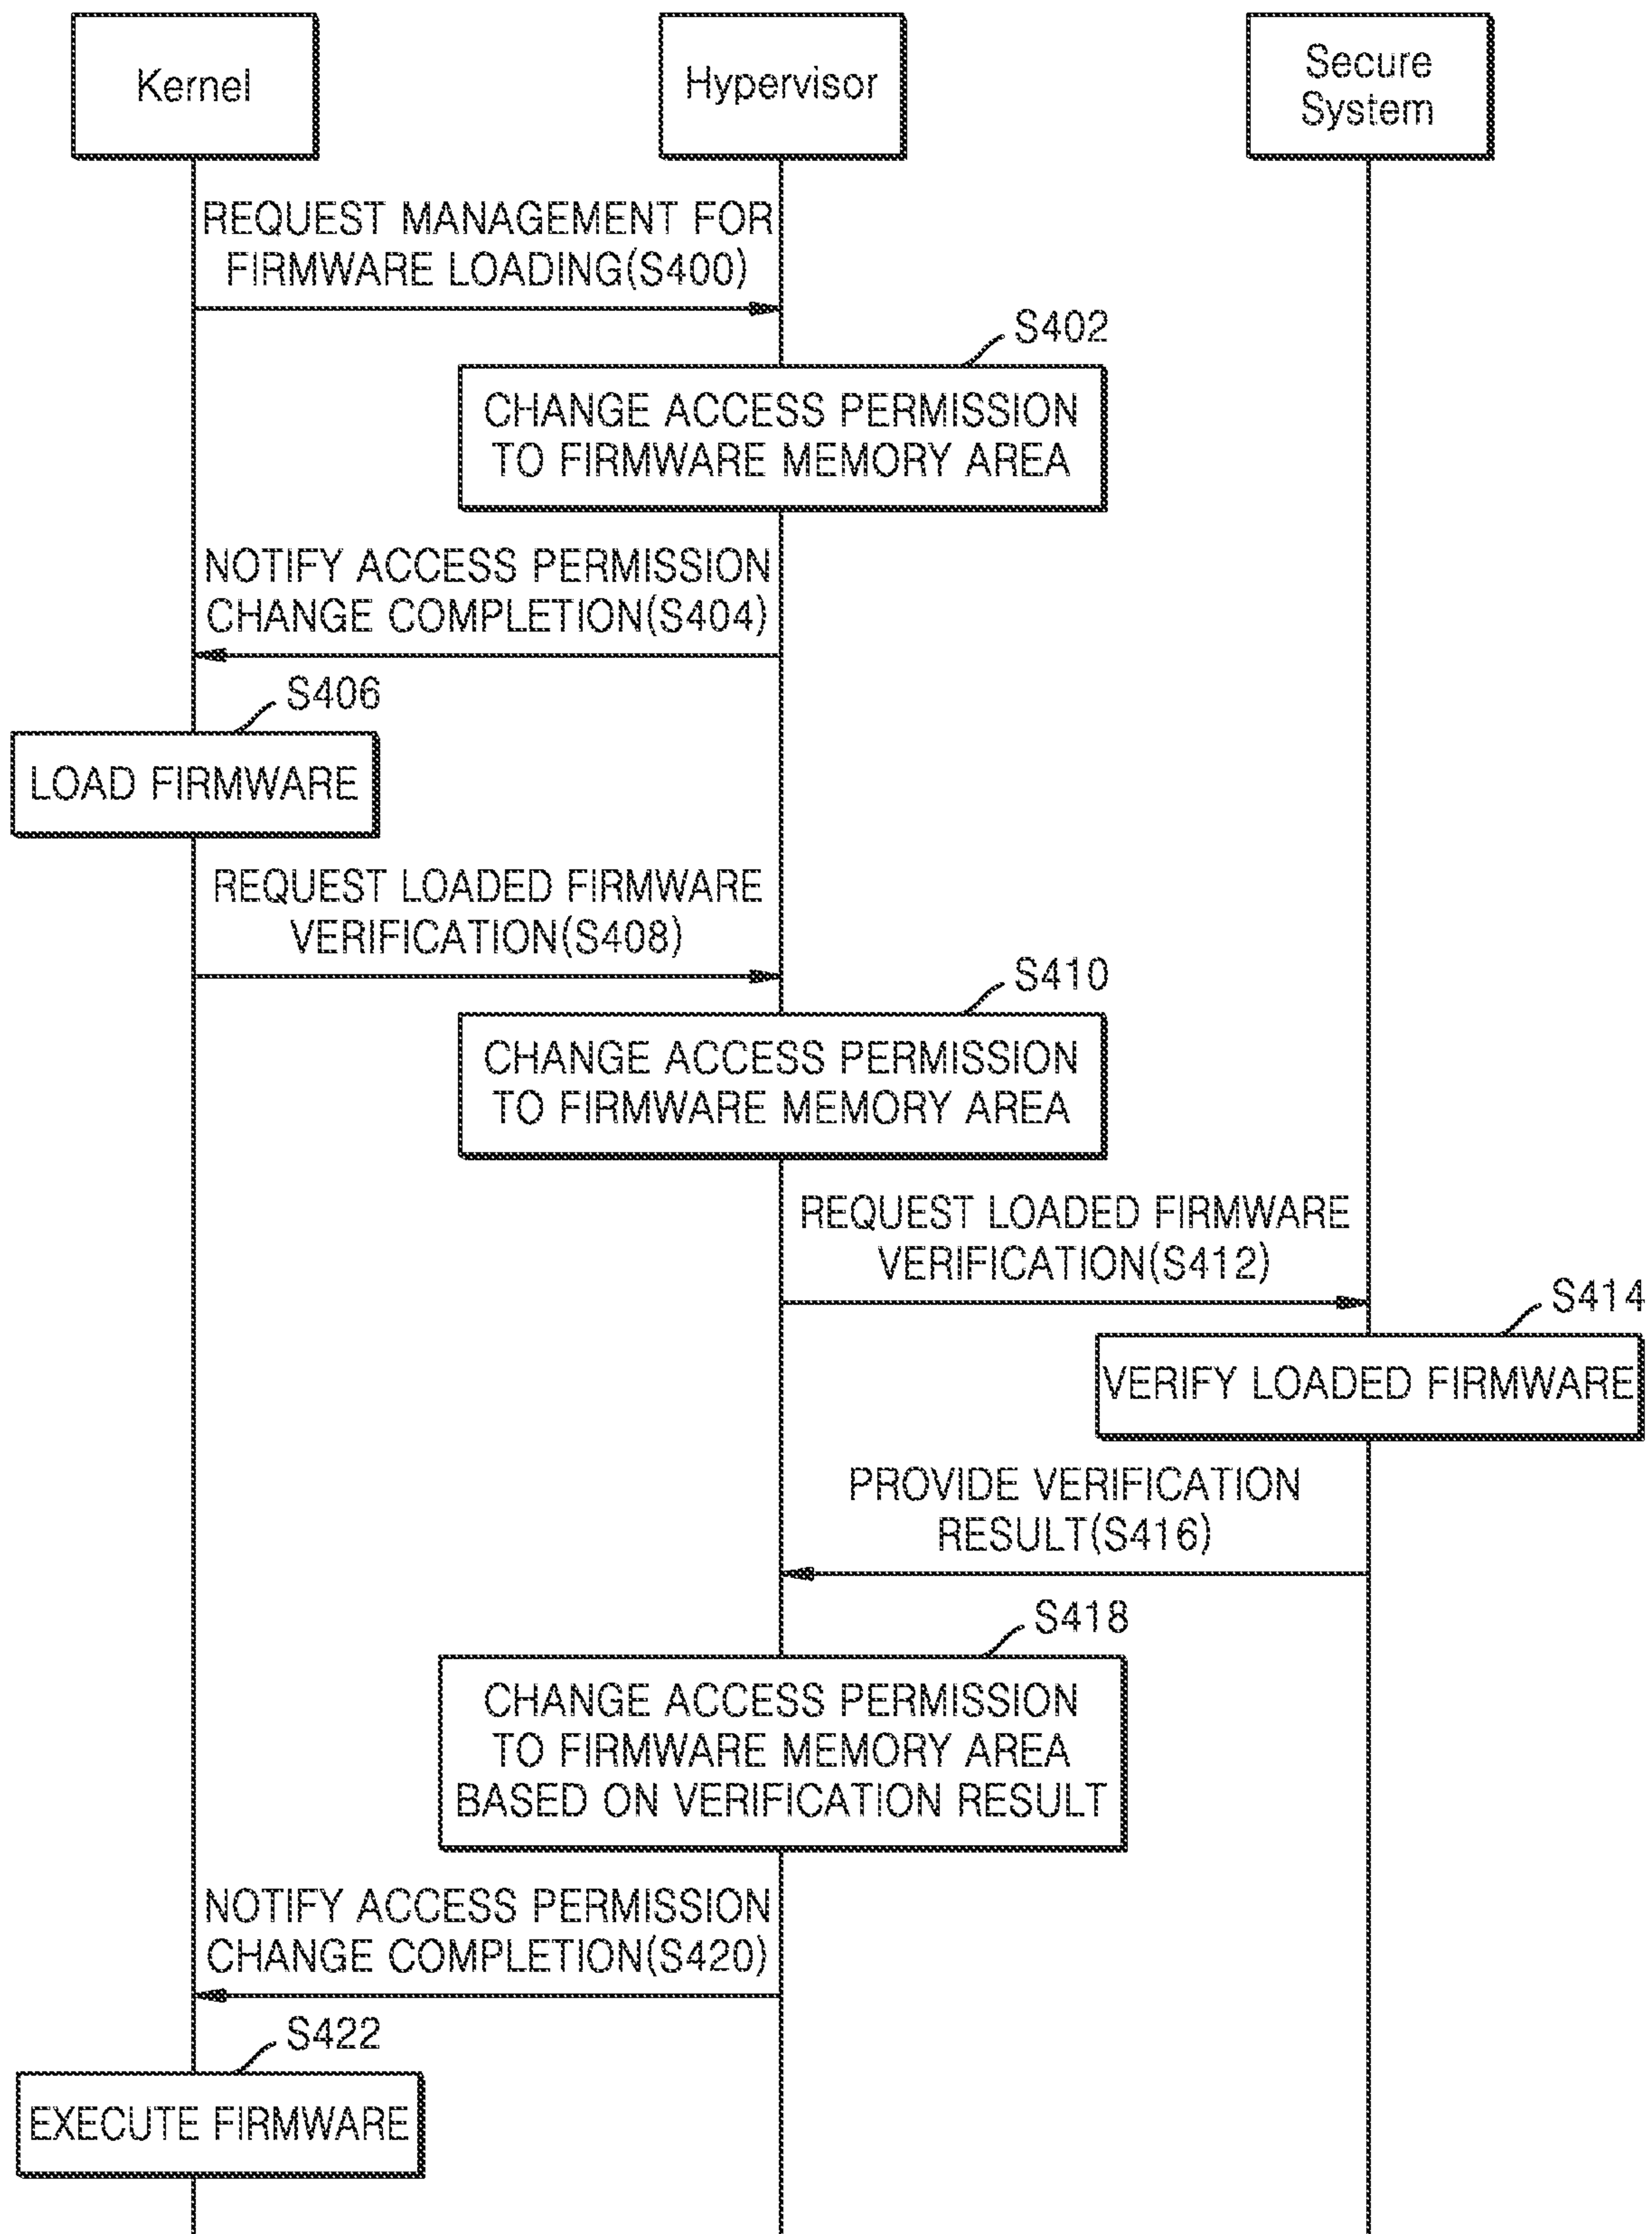 Kernel
Hypervisor
Secure
System
REQUEST MANAGEMENT FOR
FIRMWARE LOADING(S400)
S402
CHANGE ACCESS PERMISSION
TO FIRMWARE MEMORY AREA
NOTIFY ACCESS PERMISSION
CHANGE COMPLETION(S404)
S406
LOAD FIRMWARE
REQUEST LOADED FIRMWARE
VERIFICATION(S408)
S410
CHANGE ACCESS PERMISSION
TO FIRMWARE MEMORY AREA
REQUEST LOADED FIRMWARE
VERIFICATION(S412)
S414
VERIFY LOADED FIRMWARE
PROVIDE VERIFICATION
RESULT(S416)
S418
CHANGE ACCESS PERMISSION
TO FIRMWARE MEMORY AREA
BASED ON VERIFICATION RESULT
NOTIFY ACCESS PERMISSION
CHANGE COMPLETION(S420)
S422
EXECUTE FIRMWARE